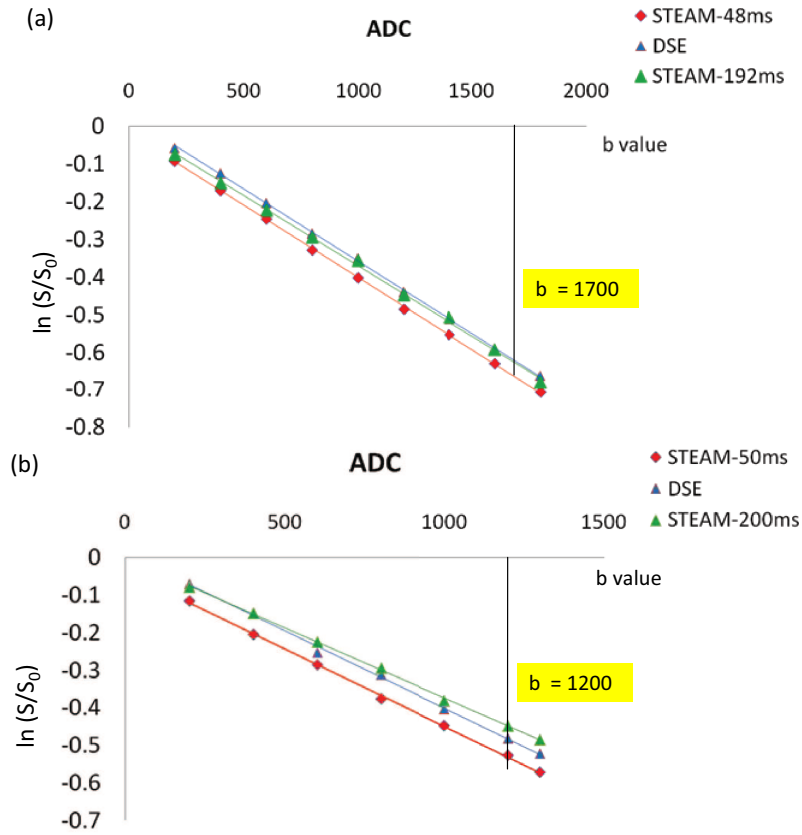 (a)
ADC
STEAM-48ms
DSE
STEAM-192ms
0 500 1000 1500 2000
b value
0
-0.1
-0.2
-0.3
-0.4
-0.5
-0.6
-0.7
-0.8
ln (S/S0)
b = 1700
(b)
ADC
STEAM-50ms
DSE
STEAM-200ms
0 500 1000 1500
b value
0
-0.1
-0.2
-0.3
-0.4
-0.5
-0.6
-0.7
ln (S/S0)
b = 1200